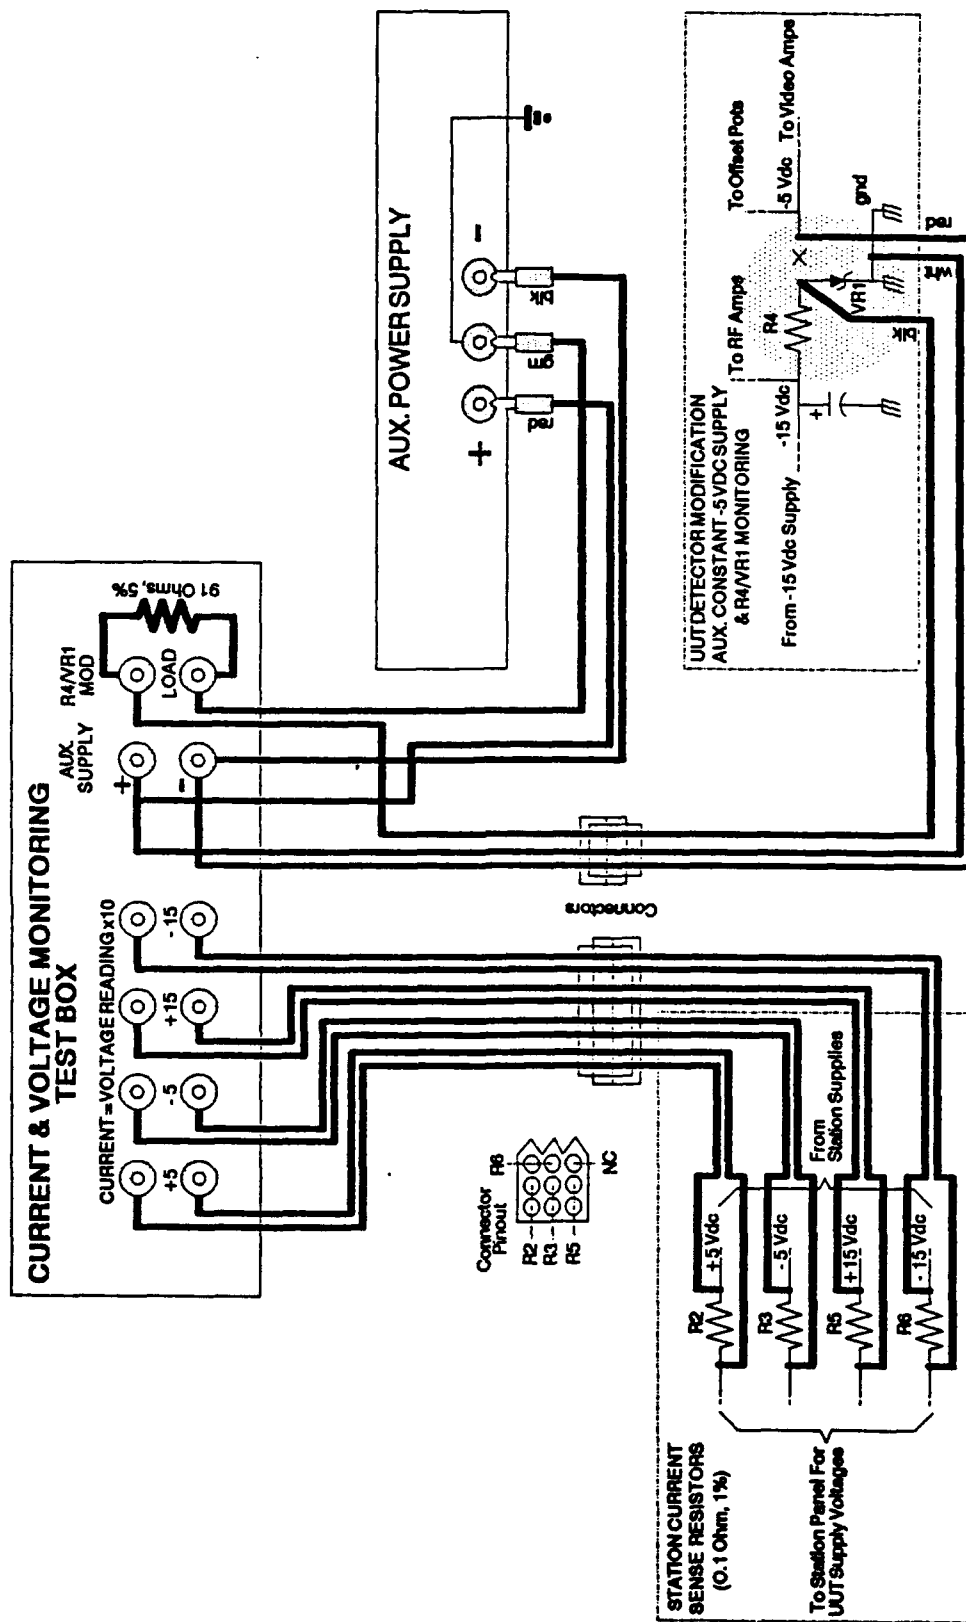 CURRENT & VOLTAGE MONITORING
TEST BOX
CURRENT=VOLTAGE READING x10
+5
- 5
+15
- 15
AUX.
SUPPLY
+
-
R4/VR1
MOD
LOAD
91 Ohms, 5%
AUX. POWER SUPPLY
+
-
red
grn
blk
Connector
Pinout
R2
R3
R5
R6
NC
Connectors
STATION CURRENT
SENSE RESISTORS
(0.1 Ohm, 1%)
R2
+5 Vdc
R3
- 5 Vdc
R5
+15 Vdc
R6
- 15 Vdc
From
Station Supplies
To Station Panel For
UUT Supply Voltages
UUT DETECTOR MODIFICATION
AUX. CONSTANT -5 VDC SUPPLY
& R4/VR1 MONITORING
From -15 Vdc Supply
-15 Vdc
To RF Amps
To Offset Pots
-5 Vdc
To Video Amps
+
R4
X
VR1
gnd
blk
wht
red